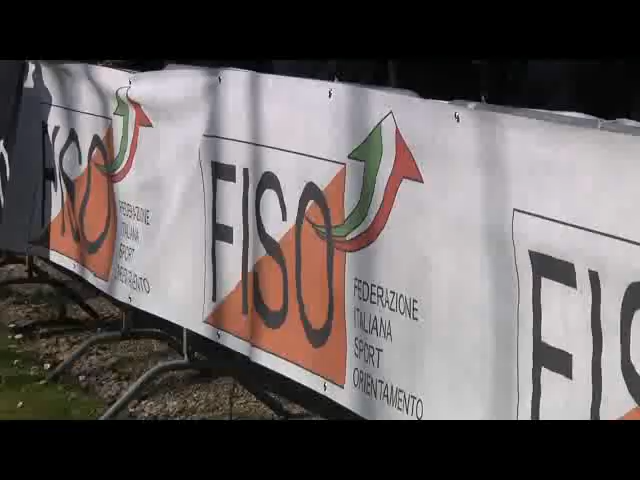 FISO
FEDERAZIONE
ITALIANA
SPORT
ORIENTAMENTO
FISO
FEDERAZIONE
ITALIANA
SPORT
ORIENTAMENTO
FIS